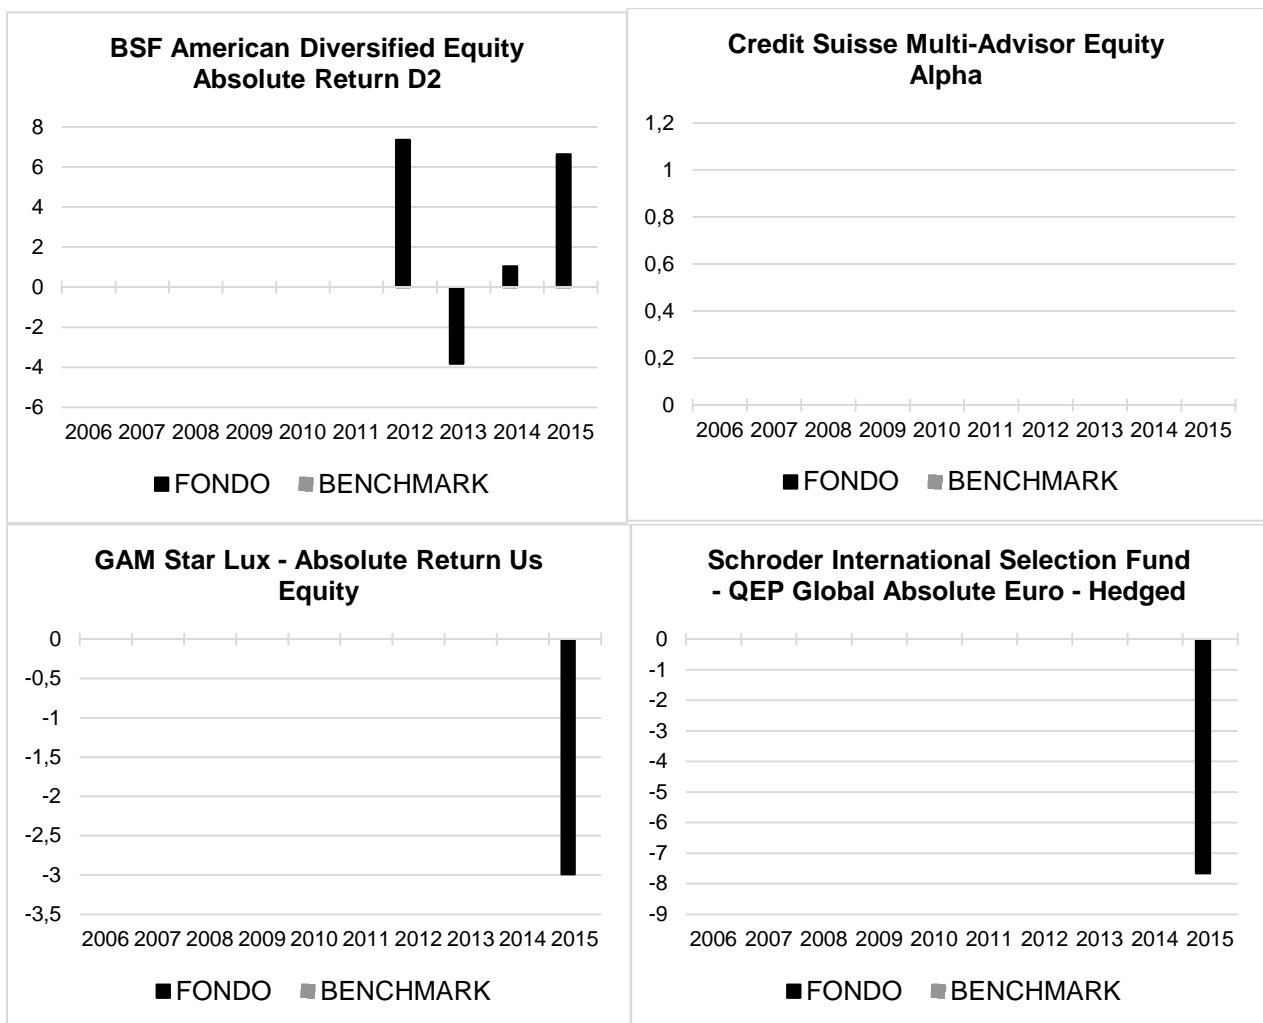 BSF American Diversified Equity
Absolute Return D2
8
6
4
2
0
-2
-4
-6
2006 2007 2008 2009 2010 2011 2012 2013 2014 2015
FONDO BENCHMARK
Credit Suisse Multi-Advisor Equity
Alpha
1,2
1
0,8
0,6
0,4
0,2
0
2006 2007 2008 2009 2010 2011 2012 2013 2014 2015
FONDO BENCHMARK
GAM Star Lux - Absolute Return Us
Equity
0
-0,5
-1
-1,5
-2
-2,5
-3
-3,5
2006 2007 2008 2009 2010 2011 2012 2013 2014 2015
FONDO BENCHMARK
Schroder International Selection Fund
- QEP Global Absolute Euro - Hedged
0
-1
-2
-3
-4
-5
-6
-7
-8
-9
2006 2007 2008 2009 2010 2011 2012 2013 2014 2015
FONDO BENCHMARK